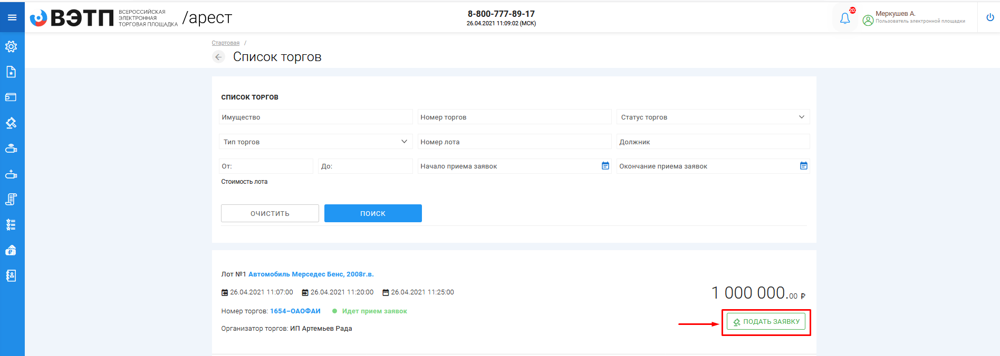 ВЭТП
ВСЕРОССИЙСКАЯ
ЭЛЕКТРОННАЯ
ТОРГОВАЯ ПЛОЩАДКА
/арест
8-800-777-89-17
26.04.2021 11:09:02 (МСК)
20
Меркушев А.
Пользователь электронной площадки
Стартовая /
Список торгов
СПИСОК ТОРГОВ
Имущество
Номер торгов
Статус торгов
Тип торгов
Номер лота
Должник
От:
До:
Начало приема заявок
Окончание приема заявок
Стоимость лота
ОЧИСТИТЬ
ПОИСК
Лот №1 Автомобиль Мерседес Бенс, 2008г.в.
26.04.2021 11:07:00 26.04.2021 11:20:00 26.04.2021 11:25:00
1 000 000.00 ₽
Номер торгов: 1654–ОАОФАИ Идет прием заявок
ПОДАТЬ ЗАЯВКУ
Организатор торгов: ИП Артемьев Рада